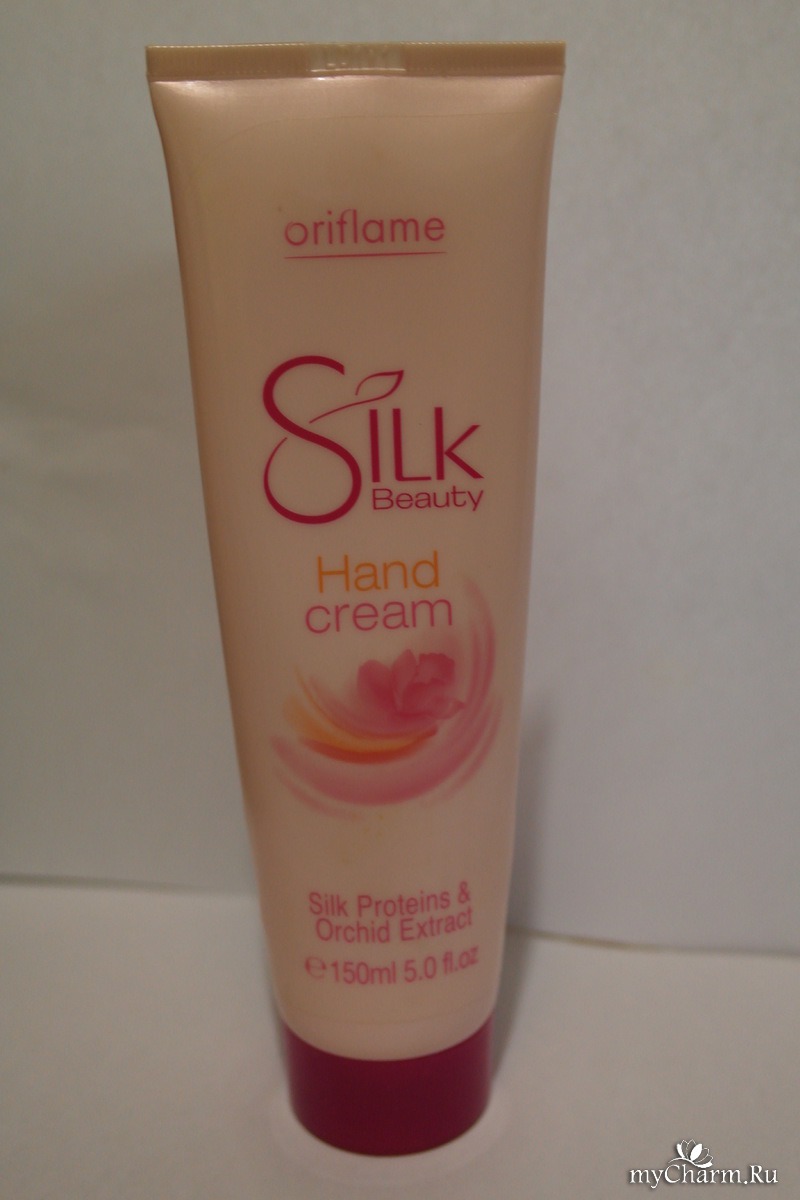 oriflame
SILK
Beauty
Hand
cream
Silk Proteins &
Orchid Extract
℮150ml 5.0 fl.oz
myCharm.Ru